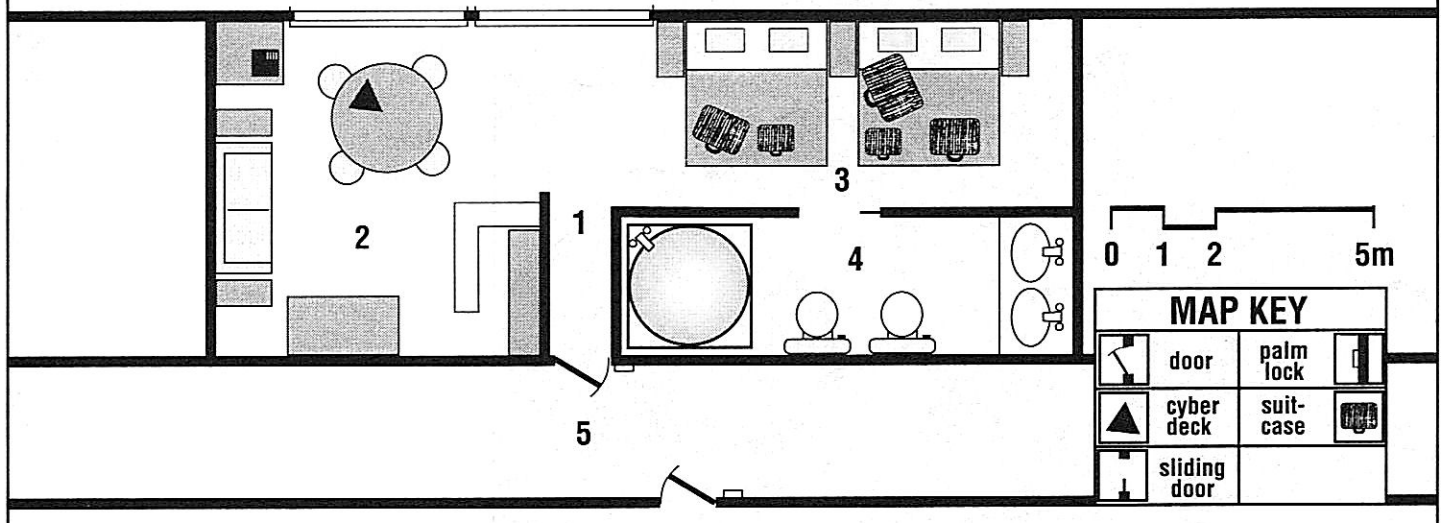 1
2
3
4
5
0 1 2 5m
MAP KEY
door
palm
lock
cyber
deck
suit-
case
sliding
door